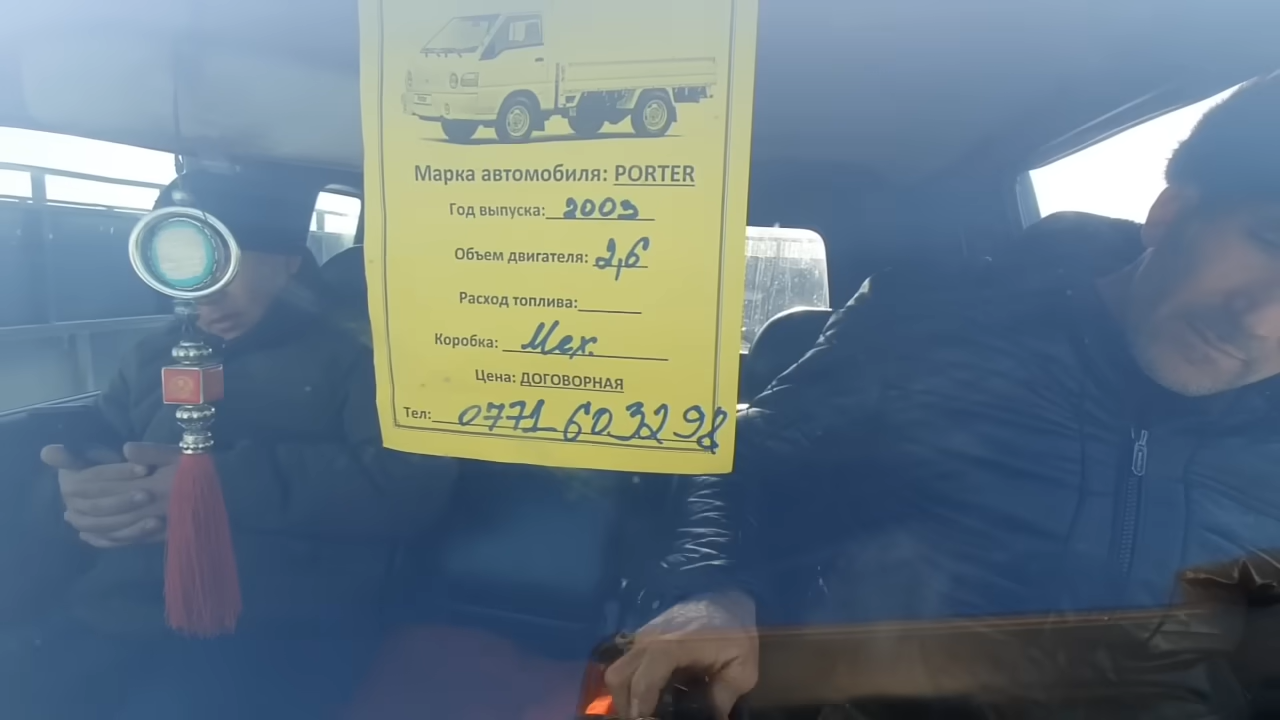 Марка автомобиля: PORTER
Год выпуска: 2009
Объем двигателя: 2,6
Расход топлива:
Коробка: Мех.
Цена: ДОГОВОРНАЯ
Тел: 0771 603298